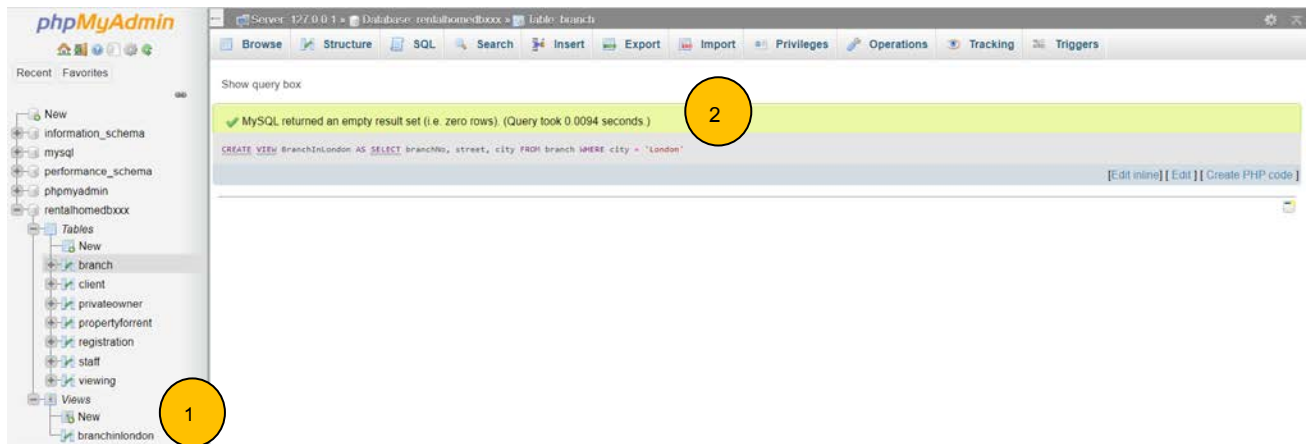 phpMyAdmin
Recent Favorites
New
information_schema
mysql
performance_schema
phpmyadmin
rentalhomedbxxx
Tables
New
branch
client
privateowner
propertyforrent
registration
staff
viewing
Views
New
branchinlondon
1
Server: 127.0.0.1 » Database: rentalhomedbxxx » Table: branch
Browse Structure SQL Search Insert Export Import Privileges Operations Tracking Triggers
Show query box
MySQL returned an empty result set (i.e. zero rows). (Query took 0.0094 seconds.)
2
CREATE VIEW BranchInLondon AS SELECT branchNo, street, city FROM branch WHERE city = 'London'
[Edit inline] [ Edit ] [ Create PHP code ]